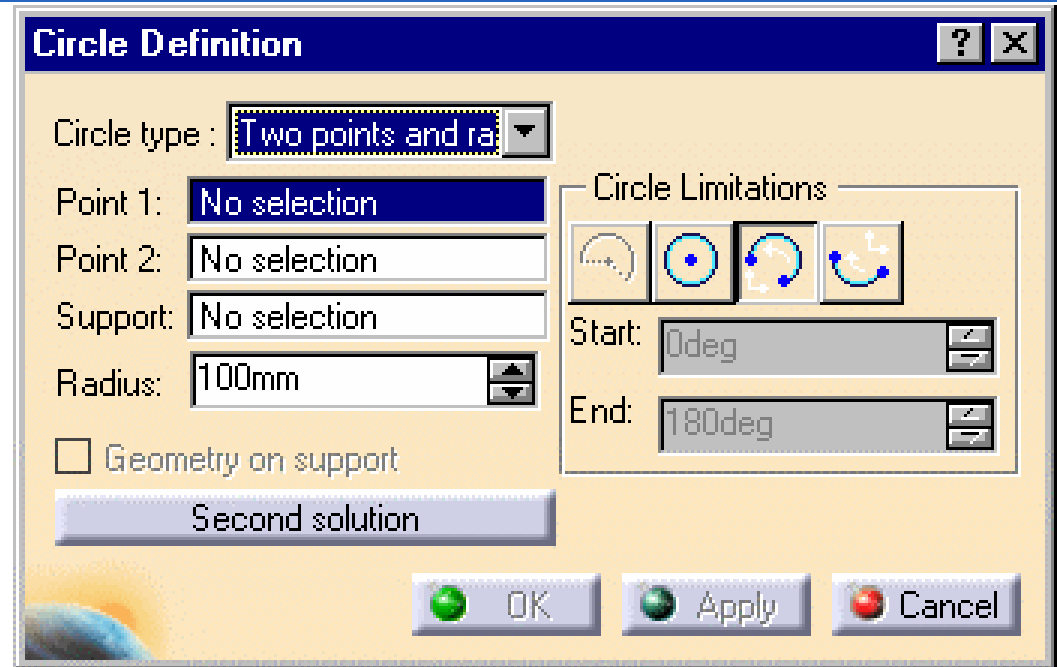 Circle Definition
Circle type : Two points and ra
Point 1: No selection
Point 2: No selection
Support: No selection
Radius: 100mm
Geometry on support
Second solution
Circle Limitations
Start: 0deg
End: 180deg
OK Apply Cancel